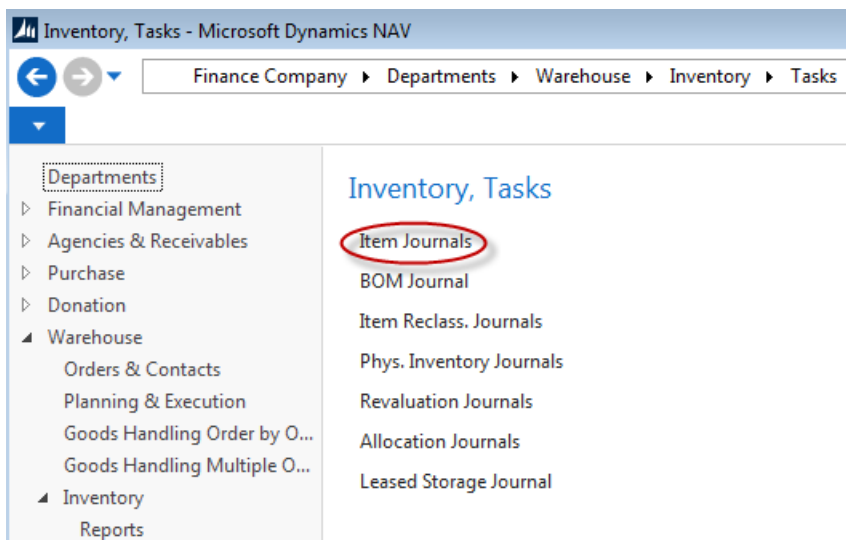 Inventory, Tasks - Microsoft Dynamics NAV
Finance Company ▸ Departments ▸ Warehouse ▸ Inventory ▸ Tasks
Departments
Financial Management
Agencies & Receivables
Purchase
Donation
Warehouse
Orders & Contacts
Planning & Execution
Goods Handling Order by O...
Goods Handling Multiple O...
Inventory
Reports
Inventory, Tasks
Item Journals
BOM Journal
Item Reclass. Journals
Phys. Inventory Journals
Revaluation Journals
Allocation Journals
Leased Storage Journal